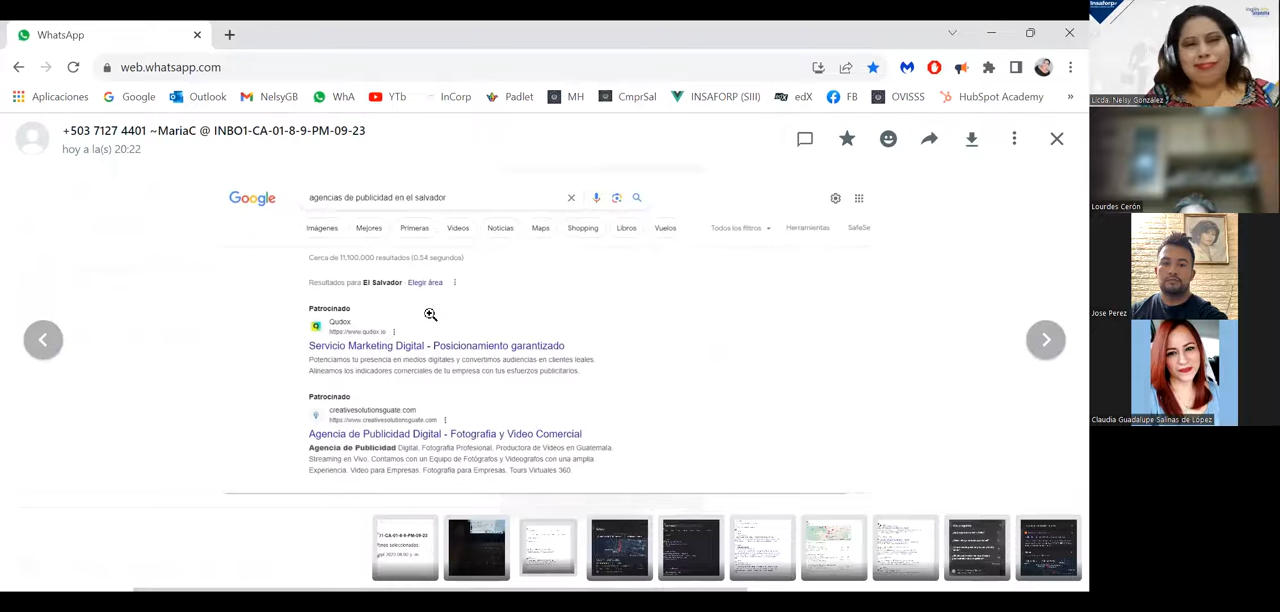 WhatsApp
web.whatsapp.com
Aplicaciones Google Outlook NelsyGB WhA YTb InCorp Padlet MH CmprSal INSAFORP (SIII) edX FB OVISSS HubSpot Academy »
+503 7127 4401 ~MariaC @ INBO1-CA-01-8-9-PM-09-23
hoy a la(s) 20:22
Google agencias de publicidad en el salvador
Imágenes Mejores Primeras Videos Noticias Maps Shopping Libros Vuelos Todos los filtros Herramientas SafeSe
Cerca de 11,100,000 resultados (0.54 segundos)
Resultados para El Salvador · Elegir área
Patrocinado
Qudox
https://www.qudox.io
Servicio Marketing Digital - Posicionamiento garantizado
Potenciamos tu presencia en medios digitales y convertimos audiencias en clientes leales.
Alineamos los indicadores comerciales de tu empresa con tus esfuerzos publicitarios.
Patrocinado
creativesolutionsguate.com
https://www.creativesolutionsguate.com
Agencia de Publicidad Digital - Fotografia y Video Comercial
Agencia de Publicidad Digital, Fotografía Profesional, Productora de Videos en Guatemala.
Streaming en Vivo. Contamos con un Equipo de Fotógrafos y Videografos con una amplia
Experiencia. Video para Empresas. Fotografía para Empresas. Tours Virtuales 360.
Insaforp
Licda. Nelsy González
Lourdes Cerón
Jose Perez
Claudia Guadalupe Salinas de López